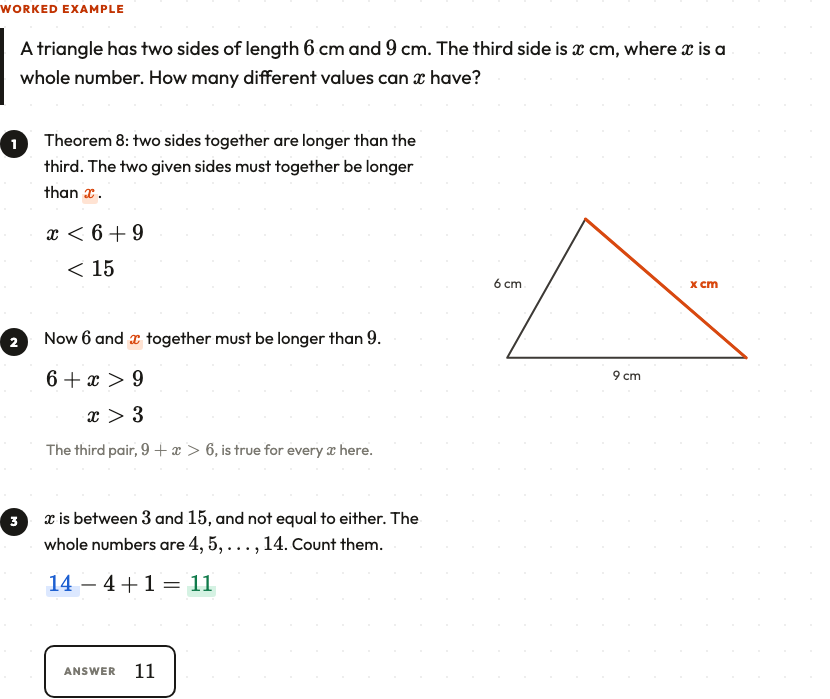 WORKED EXAMPLE
A triangle has two sides of length 6 cm and 9 cm. The third side is x cm, where x is a
whole number. How many different values can x have?
1
Theorem 8: two sides together are longer than the
third. The two given sides must together be longer
than x.
x < 6 + 9
< 15
6 cm
x cm
9 cm
2
Now 6 and x together must be longer than 9.
6 + x > 9
x > 3
The third pair, 9 + x > 6, is true for every x here.
3
x is between 3 and 15, and not equal to either. The
whole numbers are 4, 5, . . . , 14. Count them.
14 − 4 + 1 = 11
ANSWER 11